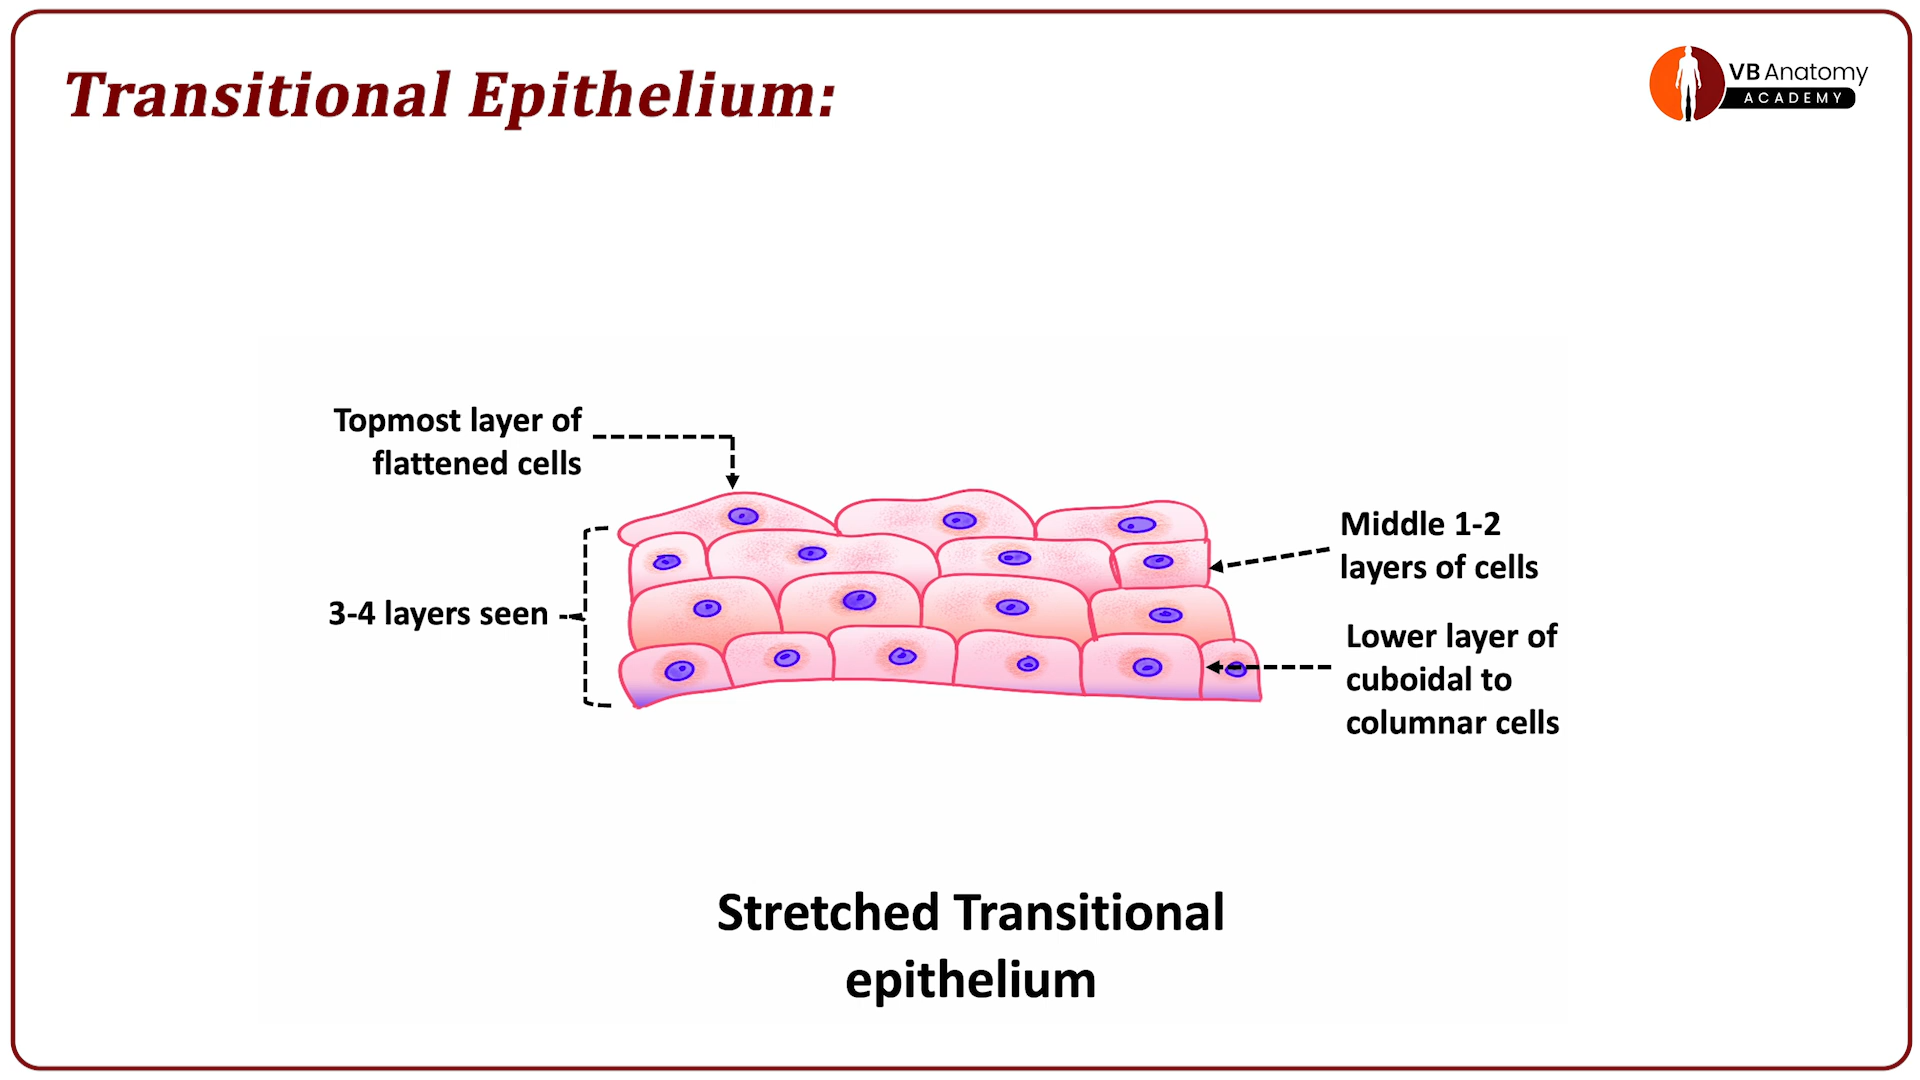 Transitional Epithelium:
VB Anatomy
ACADEMY
Topmost layer of
flattened cells
3-4 layers seen
Middle 1-2
layers of cells
Lower layer of
cuboidal to
columnar cells
Stretched Transitional
epithelium